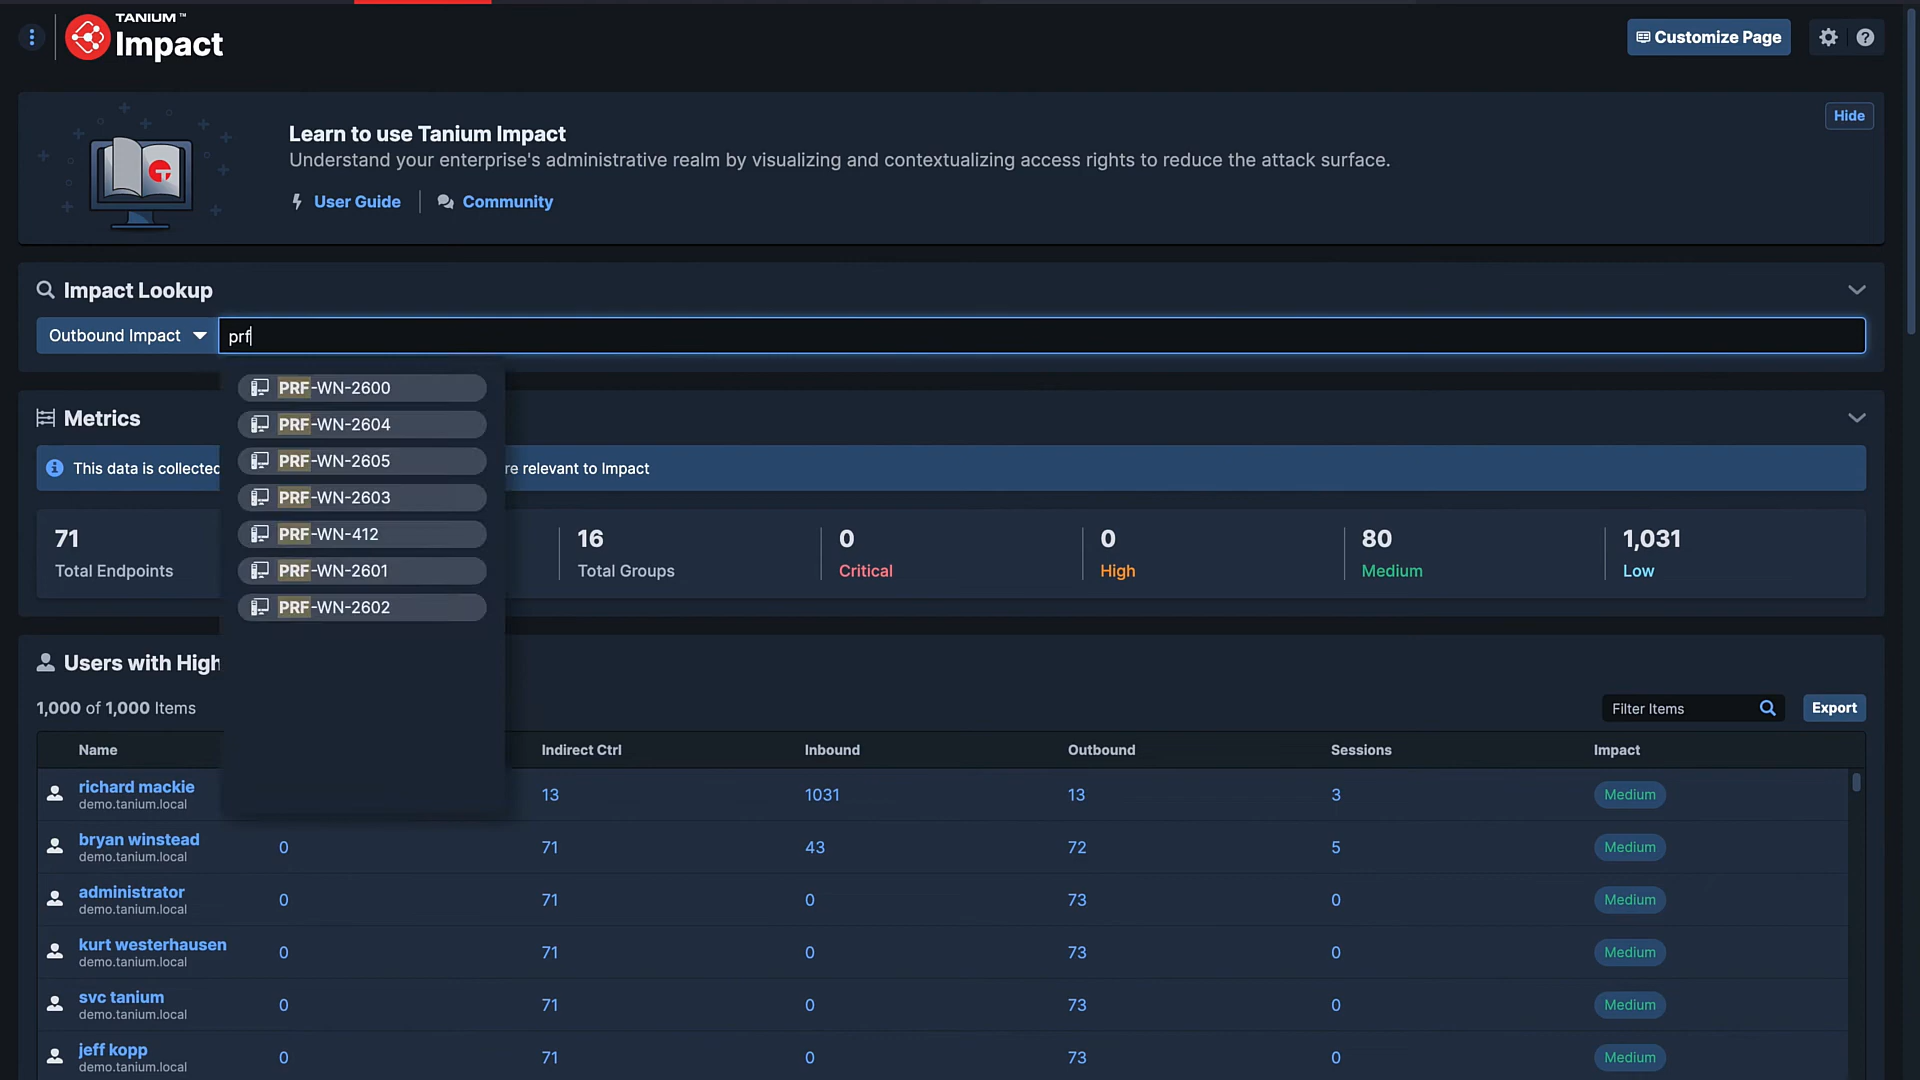 TANIUM™
Impact
Customize Page
Learn to use Tanium Impact
Hide
Understand your enterprise's administrative realm by visualizing and contextualizing access rights to reduce the attack surface.
User Guide
Community
Impact Lookup
Outbound Impact
prf
PRF-WN-2600
PRF-WN-2604
PRF-WN-2605
PRF-WN-2603
PRF-WN-412
PRF-WN-2601
PRF-WN-2602
Metrics
This data is collected
re relevant to Impact
71
Total Endpoints
16
Total Groups
0
Critical
0
High
80
Medium
1,031
Low
Users with High
1,000 of 1,000 Items
Filter Items
Export
Name Indirect Ctrl Inbound Outbound Sessions Impact
richard mackie 13 1031 13 3 Medium
demo.tanium.local
bryan winstead 0 71 43 72 5 Medium
demo.tanium.local
administrator 0 71 0 73 0 Medium
demo.tanium.local
kurt westerhausen 0 71 0 73 0 Medium
demo.tanium.local
svc tanium 0 71 0 73 0 Medium
demo.tanium.local
jeff kopp 0 71 0 73 0 Medium
demo.tanium.local